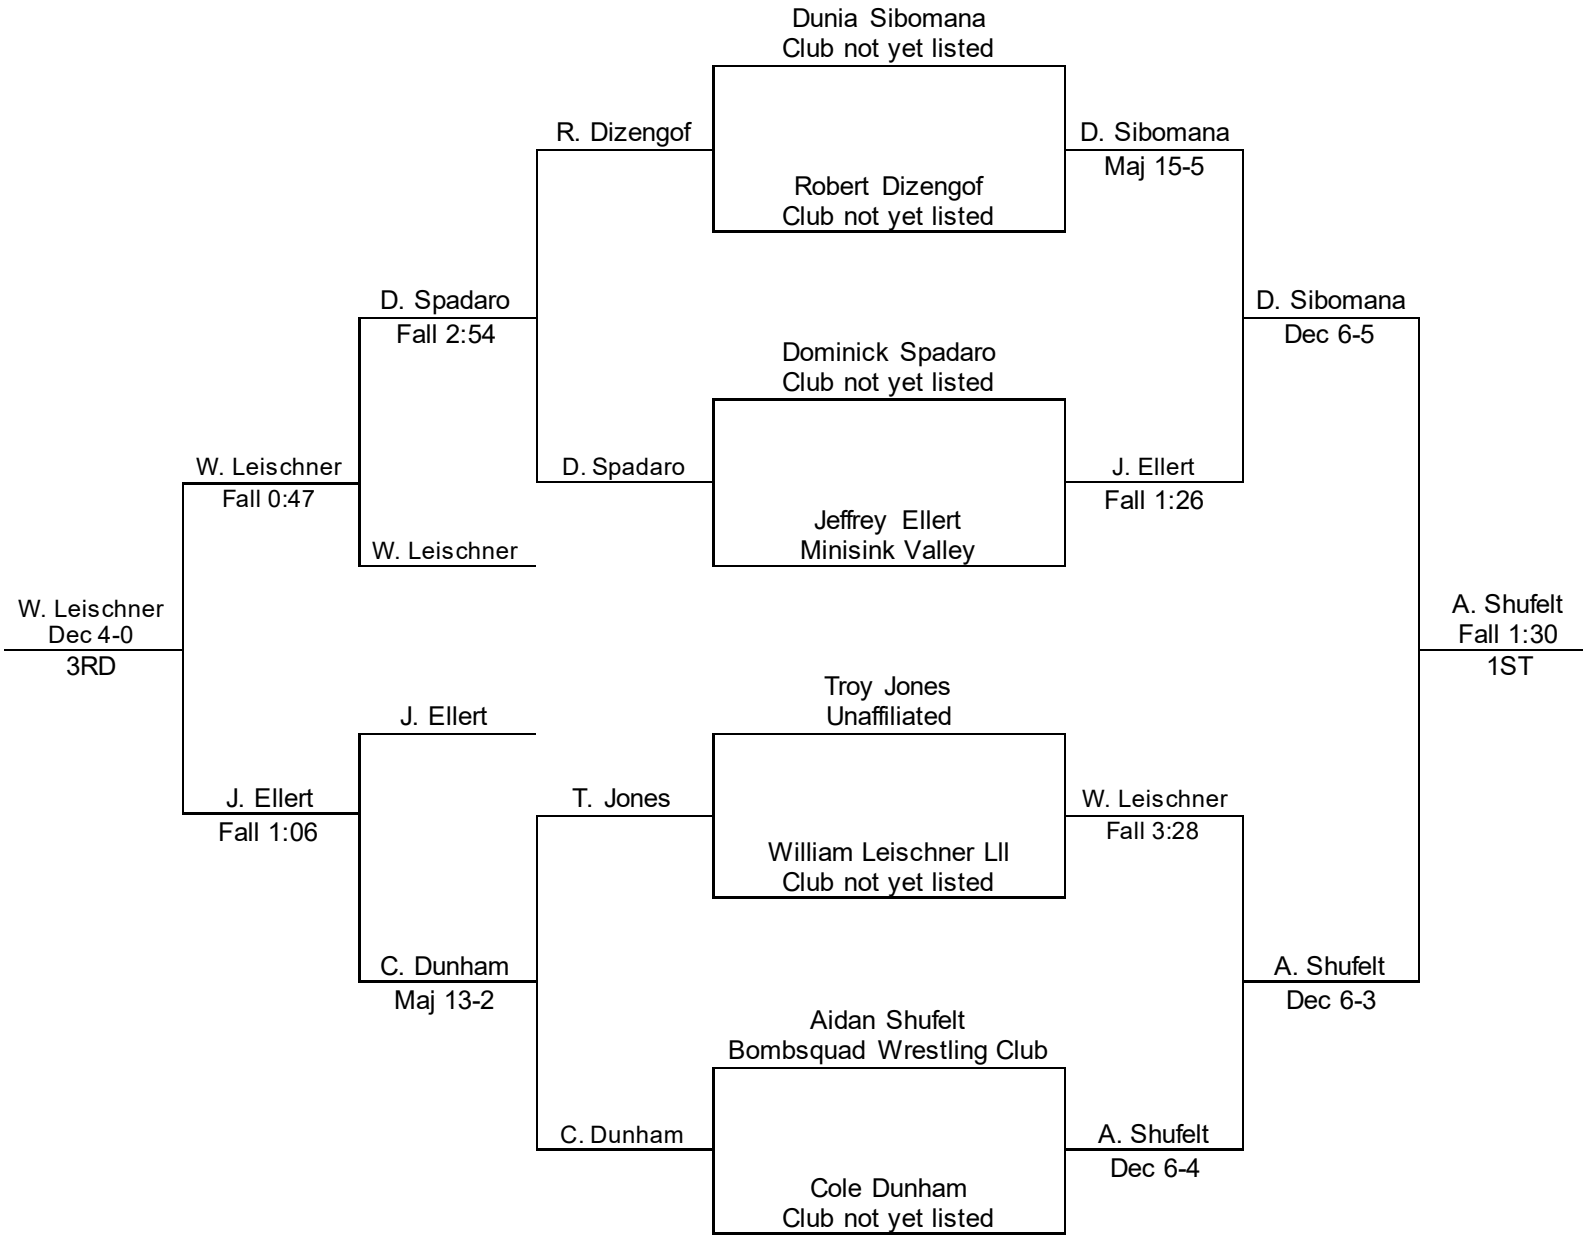 Dunia Sibomana
Club not yet listed
R. Dizengof
D. Sibomana
Maj 15-5
Robert Dizengof
Club not yet listed
D. Spadaro
Fall 2:54
D. Sibomana
Dec 6-5
Dominick Spadaro
Club not yet listed
W. Leischner
Fall 0:47
D. Spadaro
J. Ellert
Fall 1:26
Jeffrey Ellert
Minisink Valley
W. Leischner
W. Leischner
Dec 4-0
3RD
A. Shufelt
Fall 1:30
1ST
Troy Jones
Unaffiliated
J. Ellert
J. Ellert
Fall 1:06
T. Jones
W. Leischner
Fall 3:28
William Leischner Lll
Club not yet listed
C. Dunham
Maj 13-2
A. Shufelt
Dec 6-3
Aidan Shufelt
Bombsquad Wrestling Club
C. Dunham
A. Shufelt
Dec 6-4
Cole Dunham
Club not yet listed